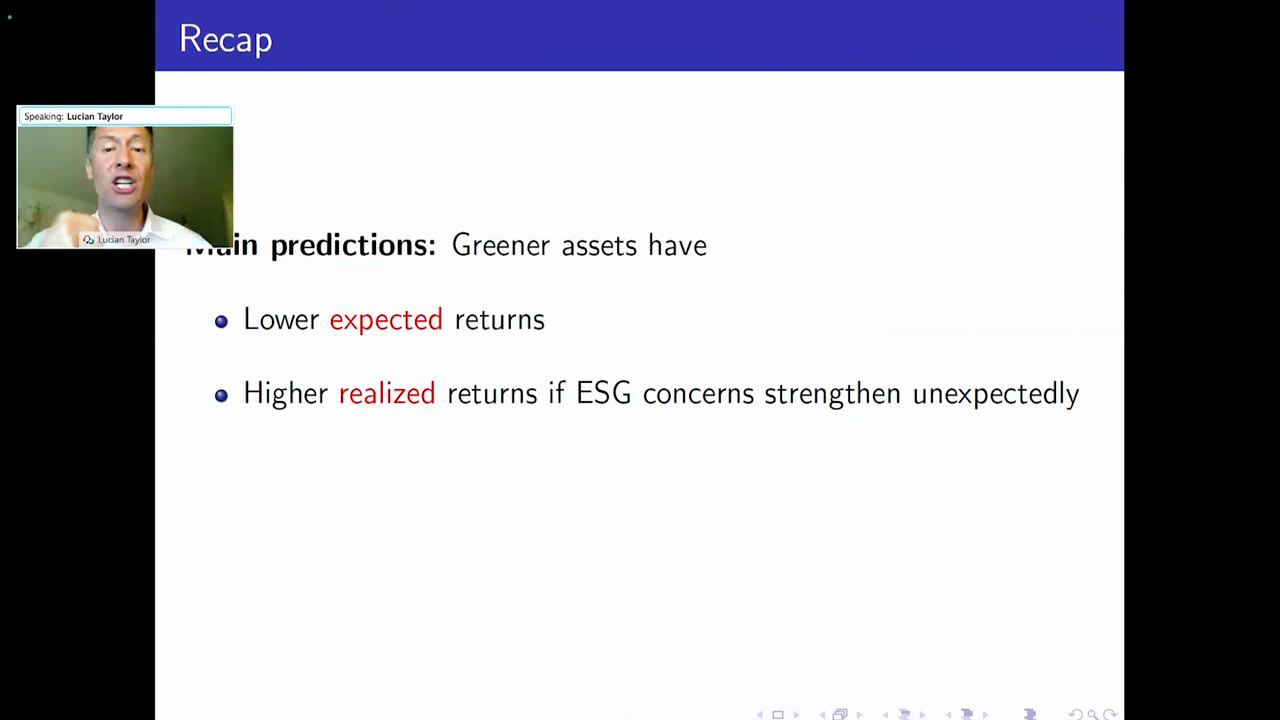 Recap
Speaking: Lucian Taylor
Lucian Taylor
Main predictions: Greener assets have
Lower expected returns
Higher realized returns if ESG concerns strengthen unexpectedly